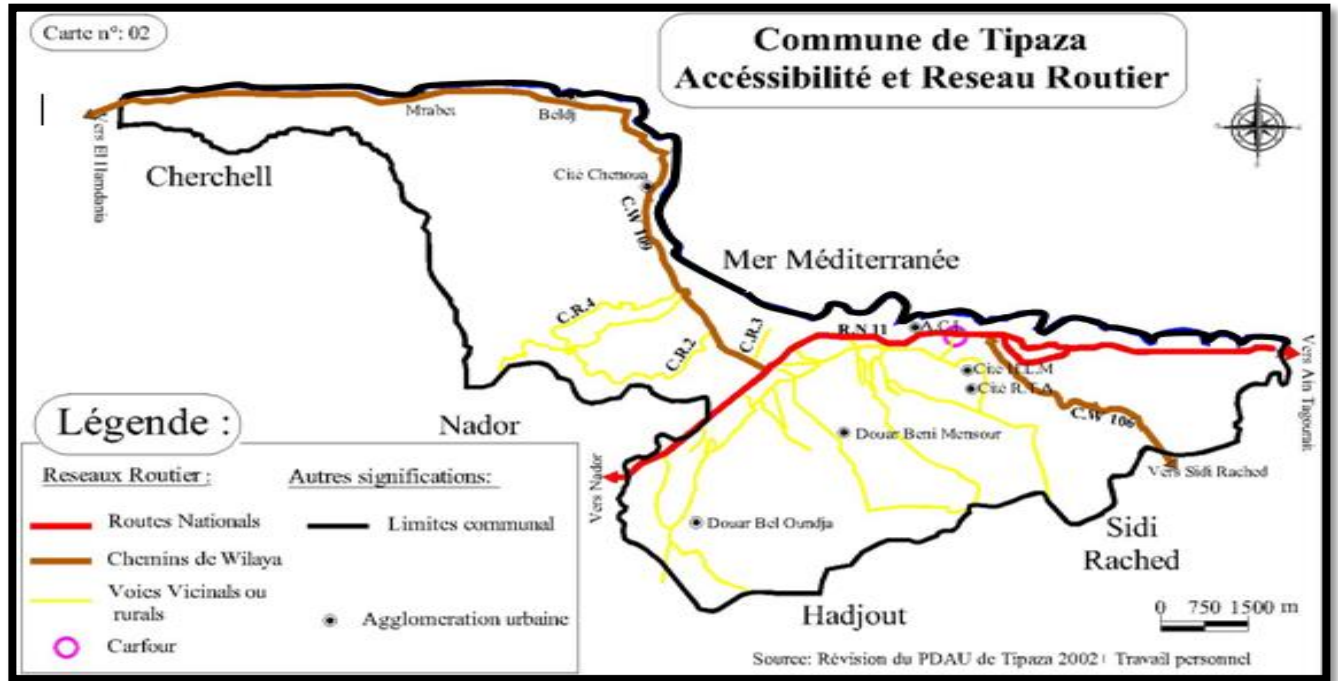 Carte n°: 02
Commune de Tipaza
Accéssibilité et Reseau Routier
Mrabet
Beldj
Vers El Hamdania
Cherchell
Cité Chenoua
C.W 109
Mer Méditerranée
C.R.4
C.R.3
C.R.2
R.N 11
A.C.L
Cité H.L.M
Cité R.T.A
C.W 106
Vers Ain Tagourait
Douar Beni Mensour
Nador
Vers Nador
Vers Sidi Rached
Douar Bel Oundja
Sidi
Rached
Hadjout
0 750 1500 m
Légende :
Reseaux Routier :
Autres significations:
Routes Nationals
Limites communal
Chemins de Wilaya
Voies Vicinals ou
rurals
Agglomeration urbaine
Carfour
Source: Révision du PDAU de Tipaza 2002+ Travail personnel